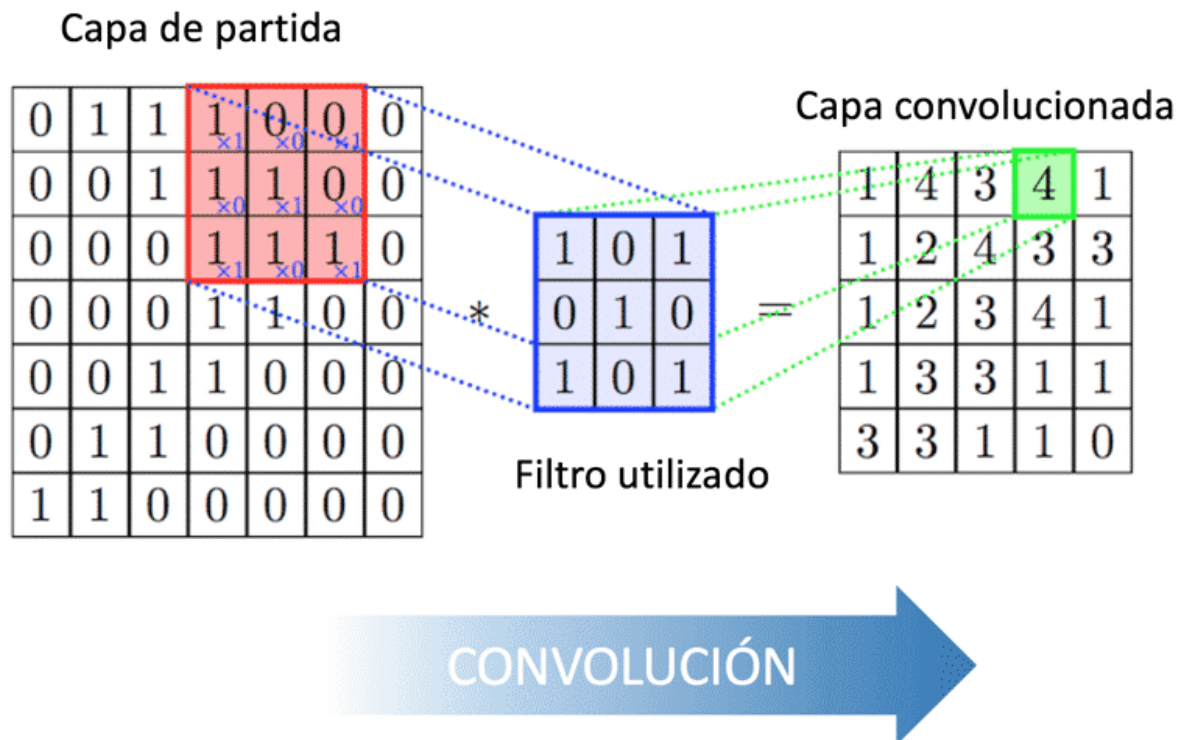 Capa de partida
0 1 1 1×1 0×0 0×1 0
0 0 1 1×0 1×1 0×0 0
0 0 0 1×1 1×0 1×1 0
0 0 0 1 1 0 0
0 0 1 1 0 0 0
0 1 1 0 0 0 0
1 1 0 0 0 0 0
*
1 0 1
0 1 0
1 0 1
Filtro utilizado
=
Capa convolucionada
1 4 3 4 1
1 2 4 3 3
1 2 3 4 1
1 3 3 1 1
3 3 1 1 0
CONVOLUCIÓN